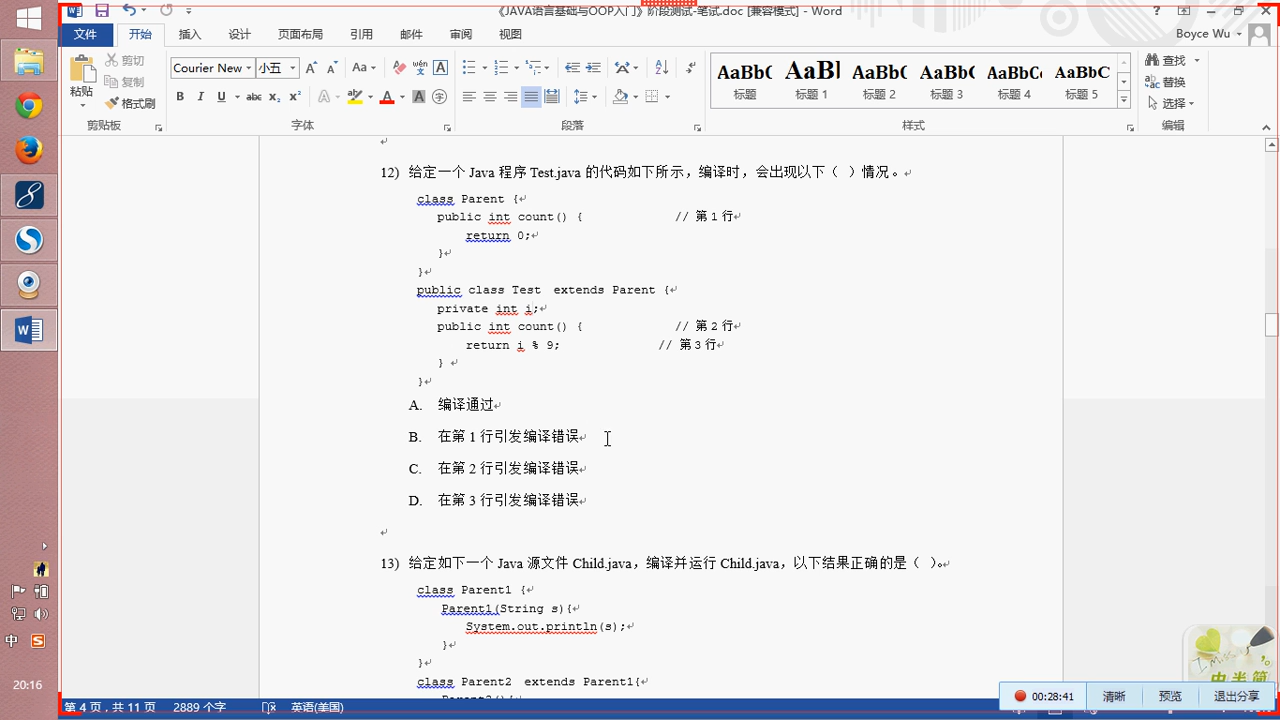 《JAVA语言基础与OOP入门》阶段测试-笔试.doc [兼容模式] - Word
文件 开始 插入 设计 页面布局 引用 邮件 审阅 视图 Boyce Wu
剪切
复制
格式刷
粘贴
Courier New 小五
AaBbC 标题
AaBl 标题 1
AaBbC 标题 2
AaBbC 标题 3
AaBbCc 标题 4
AaBbC 标题 5
查找
替换
选择
剪贴板 字体 段落 样式 编辑
12) 给定一个 Java 程序 Test.java 的代码如下所示，编译时，会出现以下（ ）情况。
class Parent {
public int count() { // 第 1 行
return 0;
}
}
public class Test extends Parent {
private int i;
public int count() { // 第 2 行
return i % 9; // 第 3 行
}
}
A. 编译通过
B. 在第 1 行引发编译错误
C. 在第 2 行引发编译错误
D. 在第 3 行引发编译错误
13) 给定如下一个 Java 源文件 Child.java，编译并运行 Child.java，以下结果正确的是（ ）。
class Parent1 {
Parent1(String s){
System.out.println(s);
}
}
class Parent2 extends Parent1{
中
20:16
第 4 页，共 11 页 2889 个字 英语(美国)
00:28:41 清晰 预览 退出分享